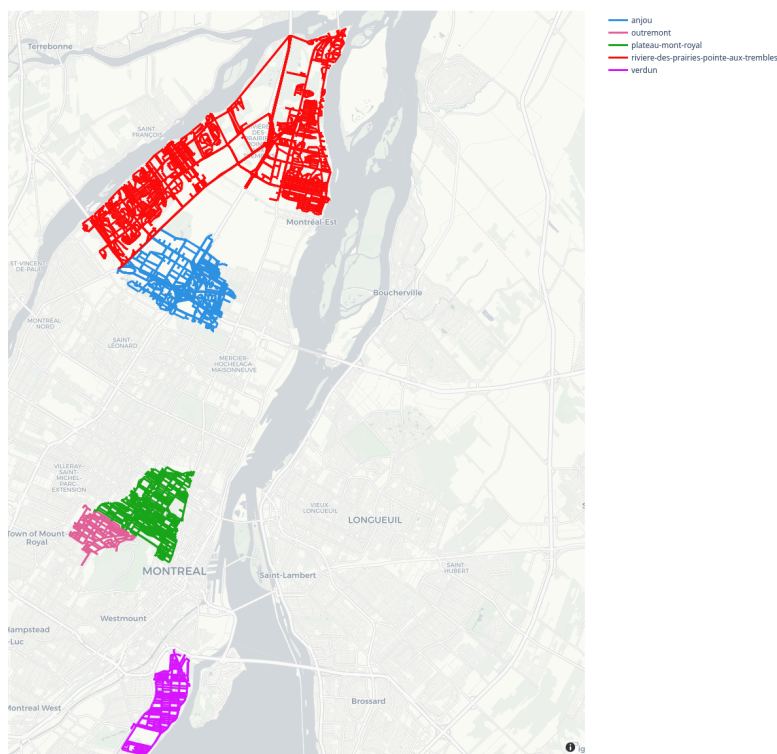 anjou
outremont
plateau-mont-royal
riviere-des-prairies-pointe-aux-trembles
verdun
Terrebonne
SAINT
FRANÇOIS
Montréal-Est
ST-VINCENT
DE-PAUL
Boucherville
MONTRÉAL
NORD
SAINT
LÉONARD
MERCIER-
HOCHELAGA
MAISONNEUVE
VILLERAY-
SAINT-
MICHEL-
PARC-
EXTENSION
VIEUX
LONGUEUIL
LONGUEUIL
Town of Mount-
Royal
MONTREAL
Saint-Lambert
SAINT-
HUBERT
Westmount
Hampstead
-Luc
Montreal West
Brossard